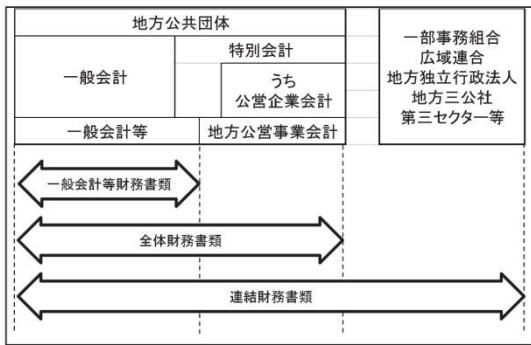 地方公共団体
一般会計
特別会計
うち
公営企業会計
一般会計等
地方公営事業会計
一部事務組合
広域連合
地方独立行政法人
地方三公社
第三セクター等
一般会計等財務書類
全体財務書類
連結財務書類